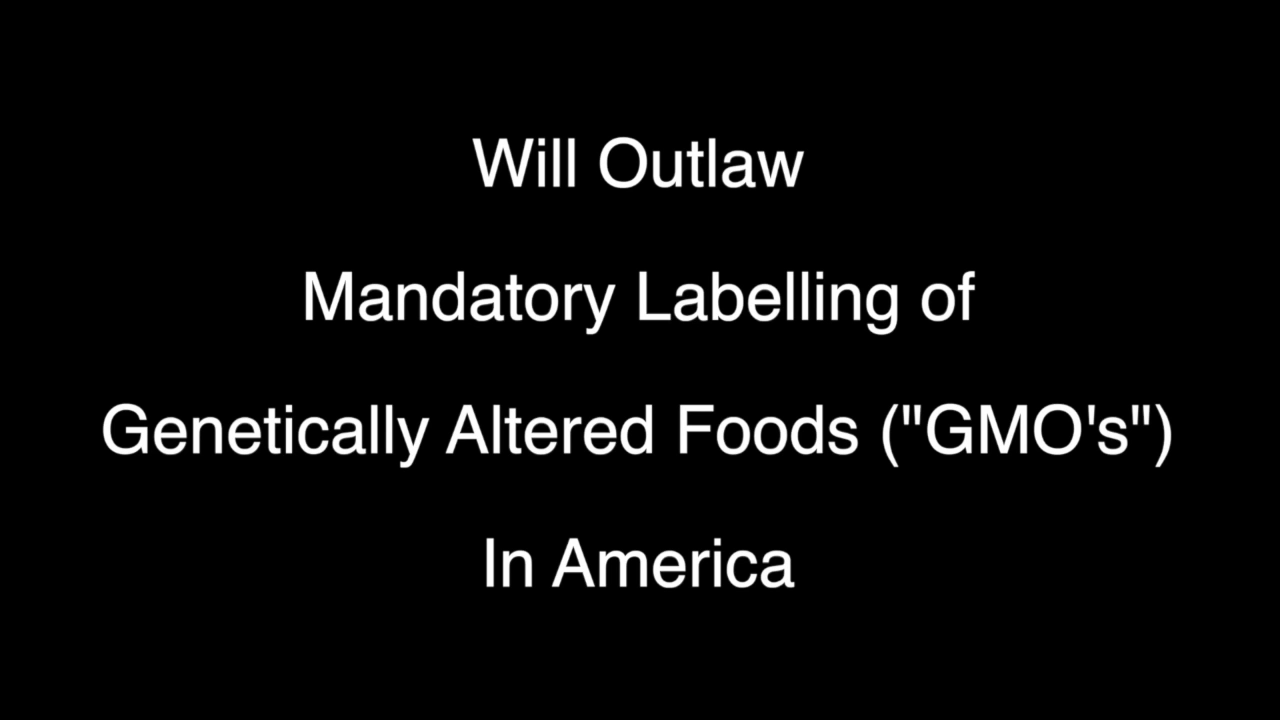 Will Outlaw
Mandatory Labelling of
Genetically Altered Foods ("GMO's")
In America